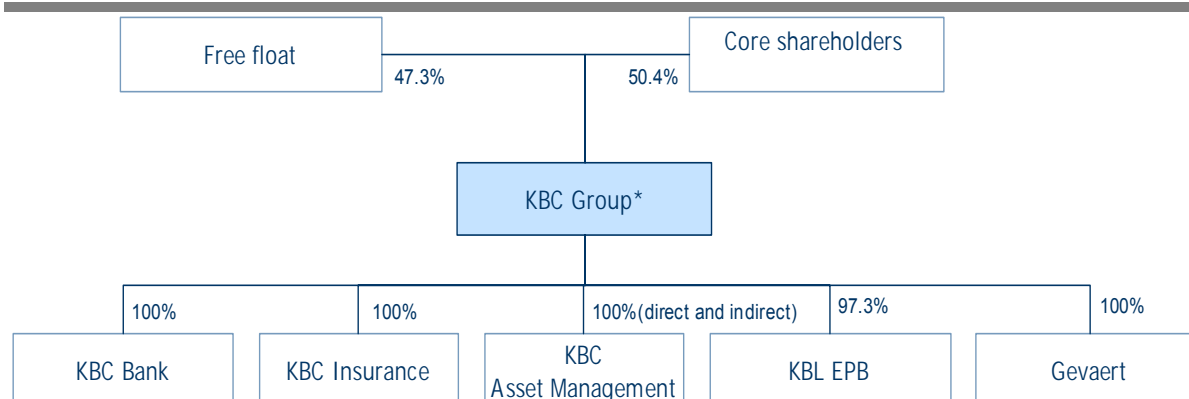 Free float
Core shareholders
47.3%
50.4%
KBC Group*
100%
100%
100%(direct and indirect)
97.3%
100%
KBC Bank
KBC Insurance
KBC
Asset Management
KBL EPB
Gevaert